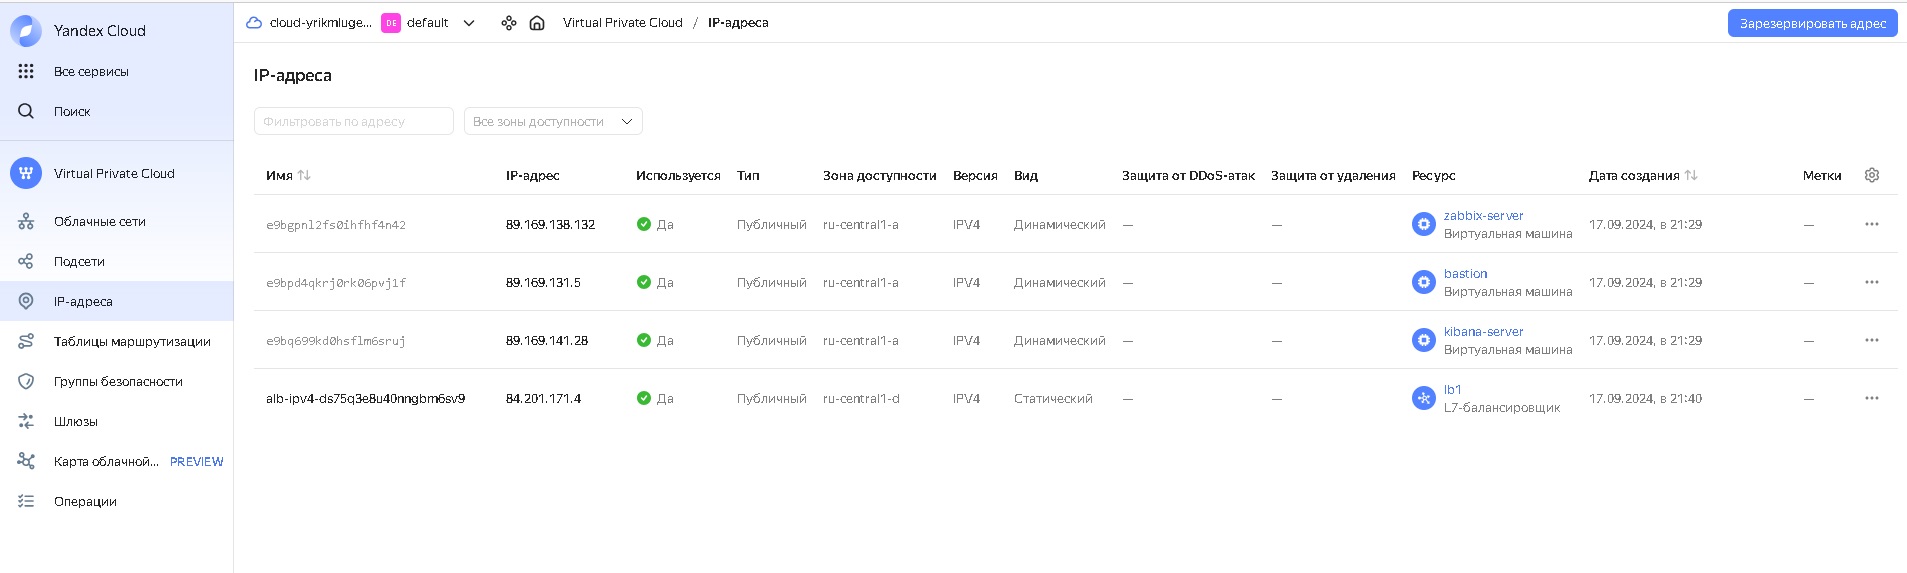 Yandex Cloud
Все сервисы
Поиск
Virtual Private Cloud
Облачные сети
Подсети
IP-адреса
Таблицы маршрутизации
Группы безопасности
Шлюзы
Карта облачной... PREVIEW
Операции
cloud-yrikmluge... DE default Virtual Private Cloud / IP-адреса Зарезервировать адрес
IP-адреса
Фильтровать по адресу Все зоны доступности
Имя IP-адрес Используется Тип Зона доступности Версия Вид Защита от DDoS-атак Защита от удаления Ресурс Дата создания Метки
e9bgpnl2fs0ihfhf4n42 89.169.138.132 Да Публичный ru-central1-a IPV4 Динамический — — zabbix-server 17.09.2024, в 21:29 —
Виртуальная машина
e9bpd4qkrj0rk06pvj1f 89.169.131.5 Да Публичный ru-central1-a IPV4 Динамический — — bastion 17.09.2024, в 21:29 —
Виртуальная машина
e9bq699kd0hsflm6sruj 89.169.141.28 Да Публичный ru-central1-a IPV4 Динамический — — kibana-server 17.09.2024, в 21:29 —
Виртуальная машина
alb-ipv4-ds75q3e8u40nngbm6sv9 84.201.171.4 Да Публичный ru-central1-d IPV4 Статический — — lb1 17.09.2024, в 21:40 —
L7-балансировщик